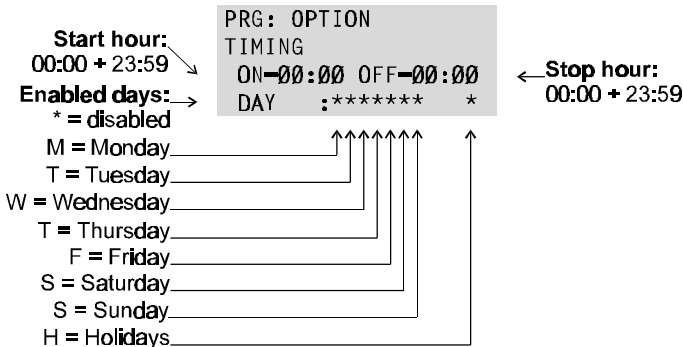 PRG: OPTION
TIMING
ON-00:00 OFF-00:00
DAY :******* *
Start hour:
00:00 + 23:59
Enabled days:
* = disabled
M = Monday
T = Tuesday
W = Wednesday
T = Thursday
F = Friday
S = Saturday
S = Sunday
H = Holidays
Stop hour:
00:00 + 23:59